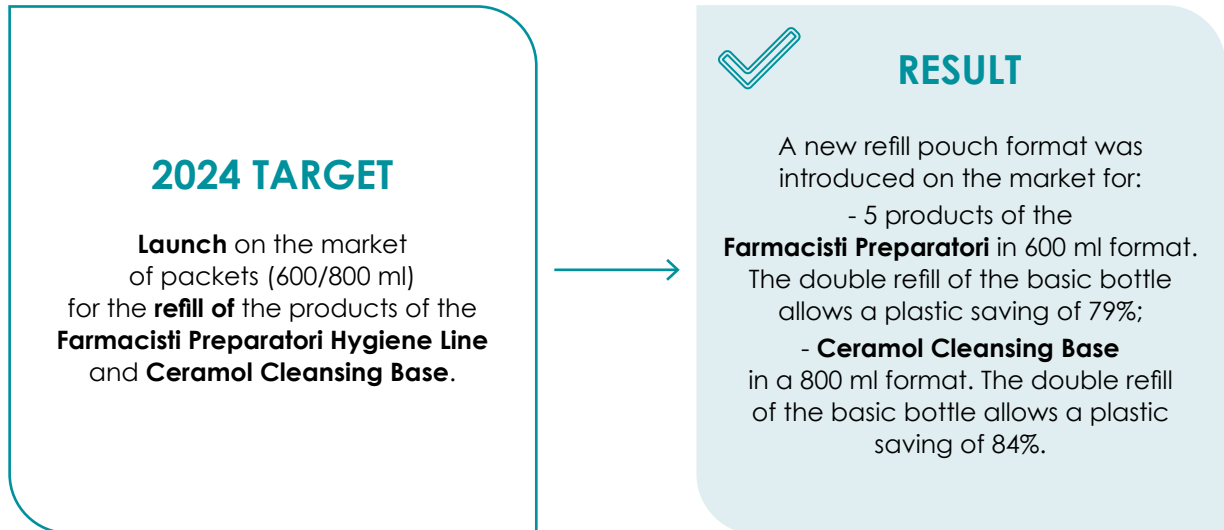 2024 TARGET
Launch on the market
of packets (600/800 ml)
for the refill of the products of the
Farmacisti Preparatori Hygiene Line
and Ceramol Cleansing Base.
RESULT
A new refill pouch format was
introduced on the market for:
- 5 products of the
Farmacisti Preparatori in 600 ml format.
The double refill of the basic bottle
allows a plastic saving of 79%;
- Ceramol Cleansing Base
in a 800 ml format. The double refill
of the basic bottle allows a plastic
saving of 84%.